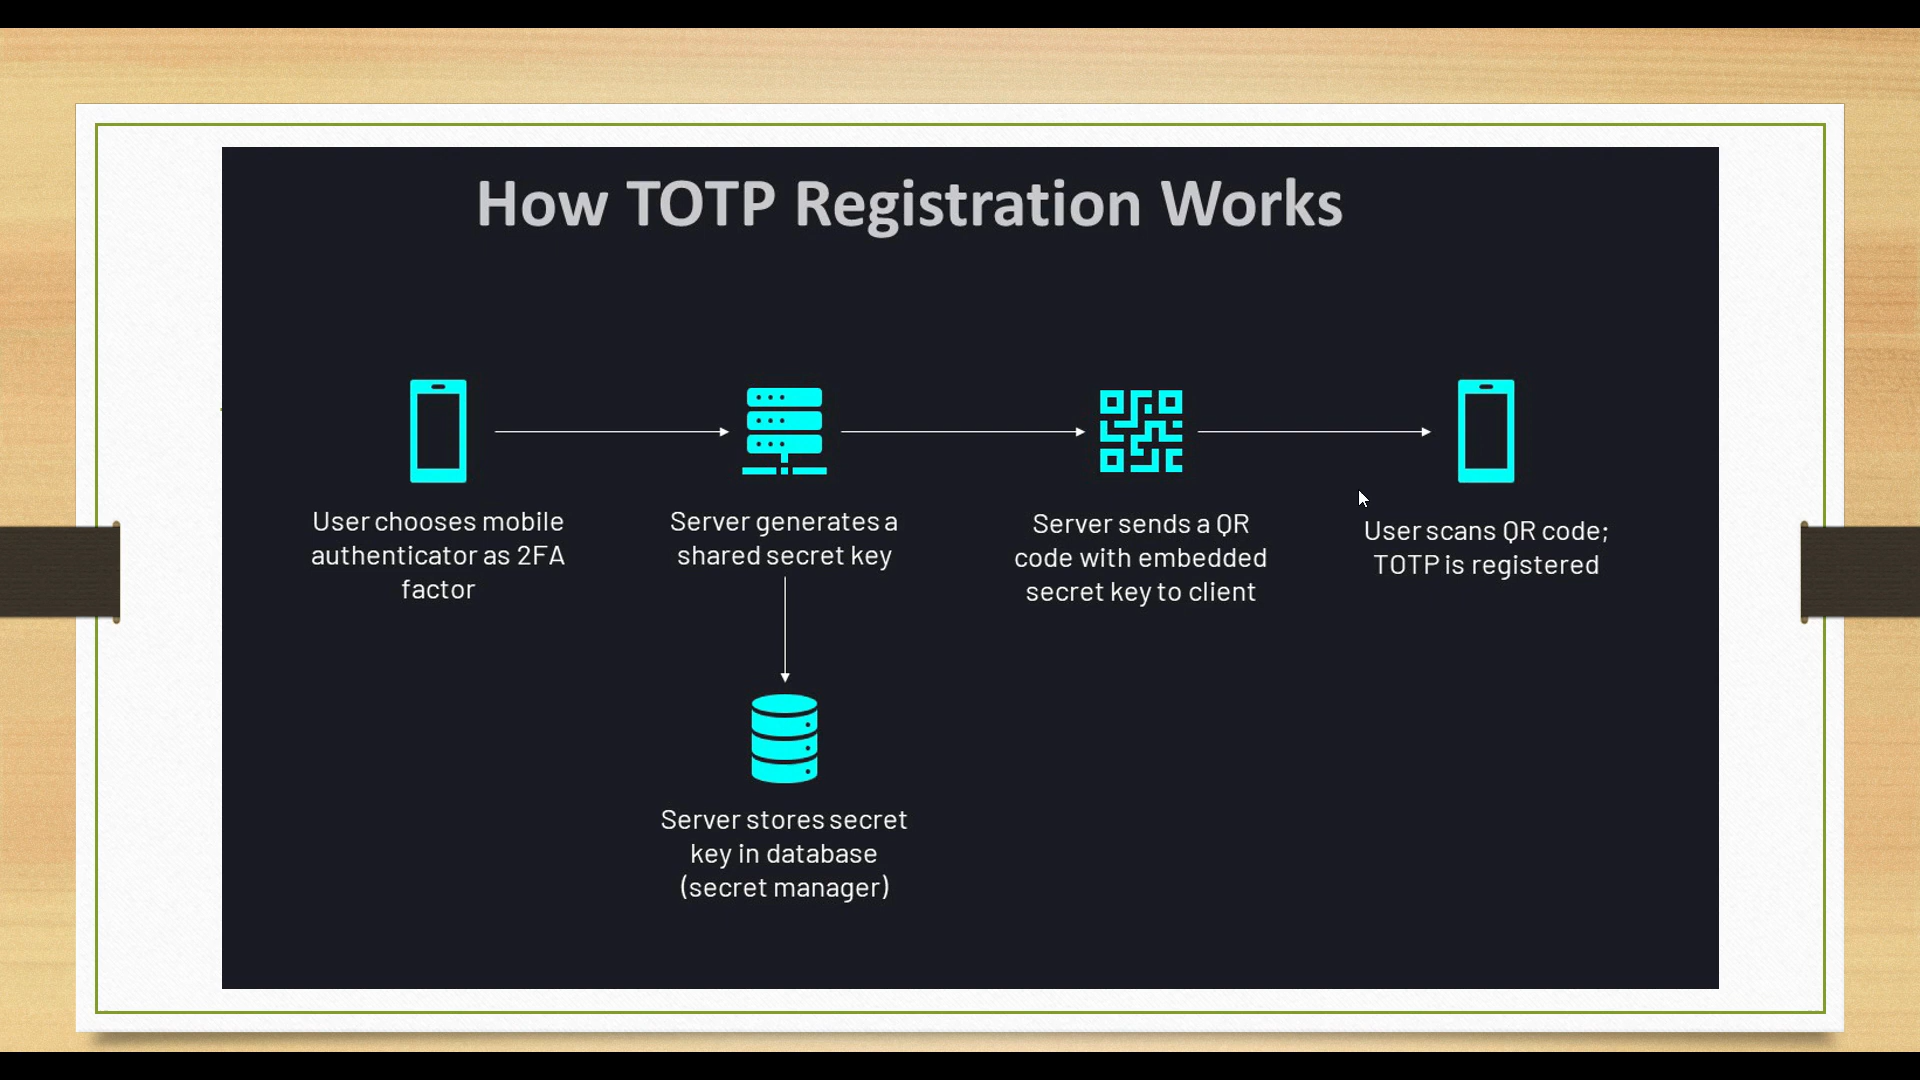 How TOTP Registration Works
User chooses mobile
authenticator as 2FA
factor
Server generates a
shared secret key
Server sends a QR
code with embedded
secret key to client
User scans QR code;
TOTP is registered
Server stores secret
key in database
(secret manager)